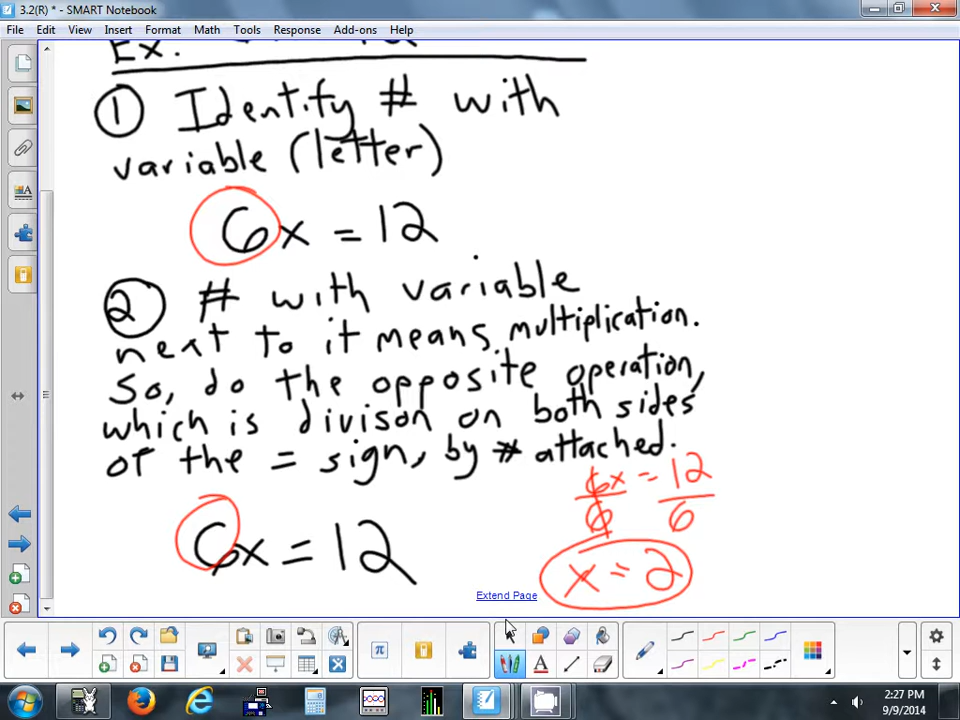 3.2(R) * - SMART Notebook
File Edit View Insert Format Math Tools Response Add-ons Help
Ex.
① Identify # with
variable (letter)
6x = 12
② # with variable
next to it means multiplication.
So, do the opposite operation,
which is divison on both sides
of the = sign, by # attached.
6x = 12
6 6
6x = 12
x = 2
Extend Page
2:27 PM
9/9/2014